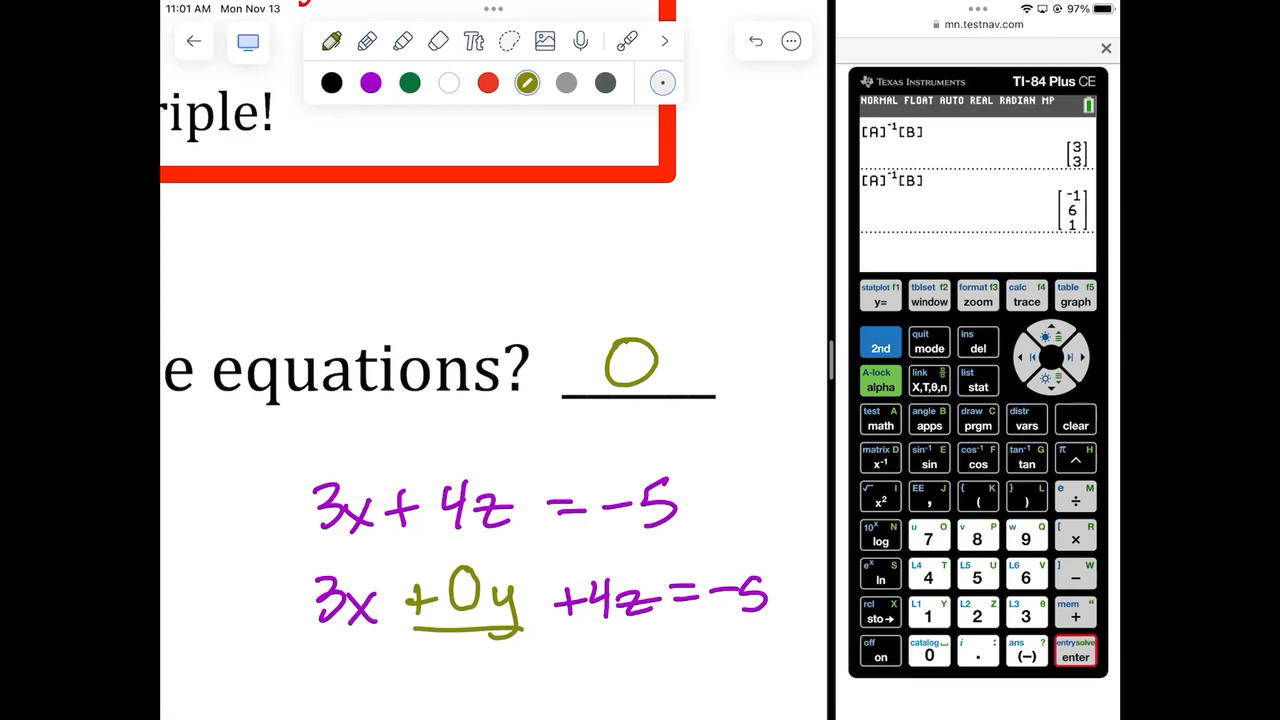 11:01 AM Mon Nov 13
97%
mn.testnav.com
Tt
riple!
e equations? 0
3x + 4z = -5
3x +0y +4z = -5
TEXAS INSTRUMENTS TI-84 Plus CE
NORMAL FLOAT AUTO REAL RADIAN MP
[A]⁻¹[B]
[3]
[3]
[A]⁻¹[B]
[-1]
[6]
[1]
statplot f1 tblset f2 format f3 calc f4 table f5
y= window zoom trace graph
quit ins
2nd mode del
A-lock link list
alpha X,T,θ,n stat
test A angle B draw C distr
math apps prgm vars clear
matrix D sin⁻¹ E cos⁻¹ F tan⁻¹ G π H
x⁻¹ sin cos tan ^
√ I EE J { K } L e M
x² , ( ) ÷
10ˣ N u O v P w Q [ R
log 7 8 9 ×
eˣ S L4 T L5 U L6 V ] W
ln 4 5 6 −
rcl X L1 Y L2 Z L3 θ mem "
sto→ 1 2 3 +
off catalog i : ans ? entry solve
on 0 . (−) enter